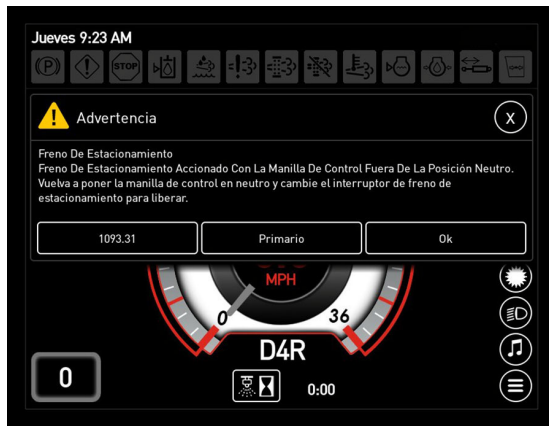 Jueves 9:23 AM
(P) STOP
Advertencia
X
Freno De Estacionamiento
Freno De Estacionamiento Accionado Con La Manilla De Control Fuera De La Posición Neutro.
Vuelva a poner la manilla de control en neutro y cambie el interruptor de freno de
estacionamiento para liberar.
1093.31 Primario Ok
MPH
0 36
D4R
0
0:00